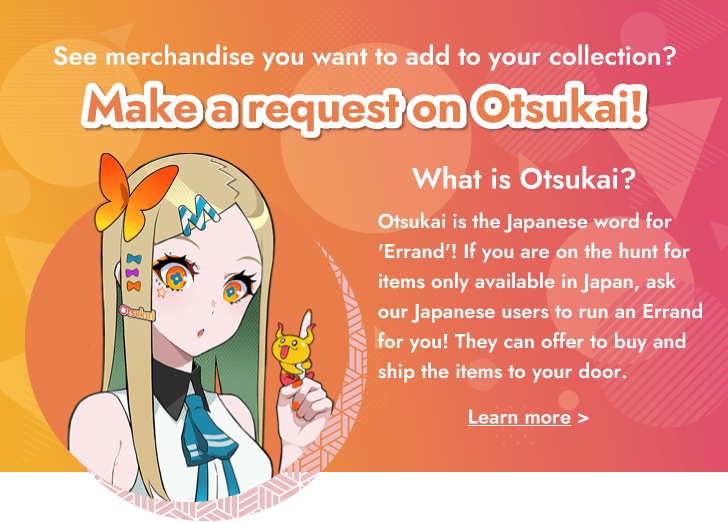 See merchandise you want to add to your collection?
Make a request on Otsukai!
What is Otsukai?
Otsukai is the Japanese word for
'Errand'! If you are on the hunt for
items only available in Japan, ask
our Japanese users to run an Errand
for you! They can offer to buy and
ship the items to your door.
Learn more >
Otsukai